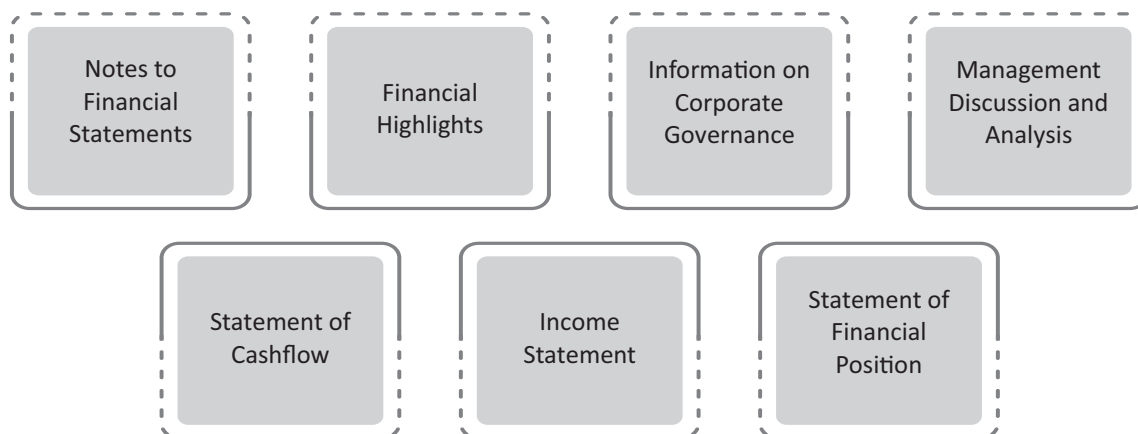 Notes to
Financial
Statements
Financial
Highlights
Information on
Corporate
Governance
Management
Discussion and
Analysis
Statement of
Cashflow
Income
Statement
Statement of
Financial
Position